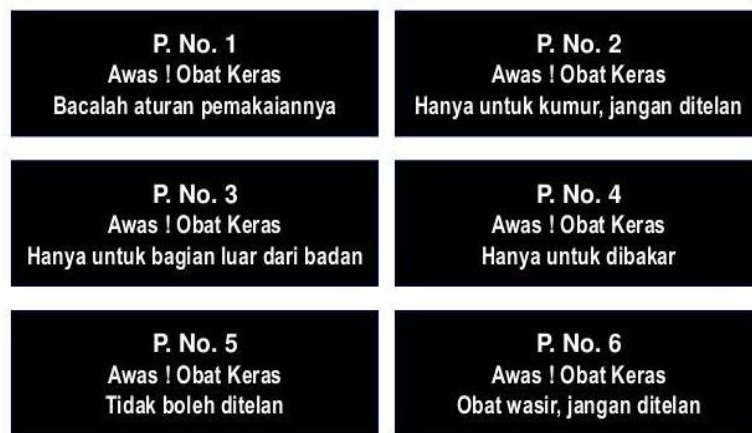 P. No. 1
Awas ! Obat Keras
Bacalah aturan pemakaiannya
P. No. 2
Awas ! Obat Keras
Hanya untuk kumur, jangan ditelan
P. No. 3
Awas ! Obat Keras
Hanya untuk bagian luar dari badan
P. No. 4
Awas ! Obat Keras
Hanya untuk dibakar
P. No. 5
Awas ! Obat Keras
Tidak boleh ditelan
P. No. 6
Awas ! Obat Keras
Obat wasir, jangan ditelan